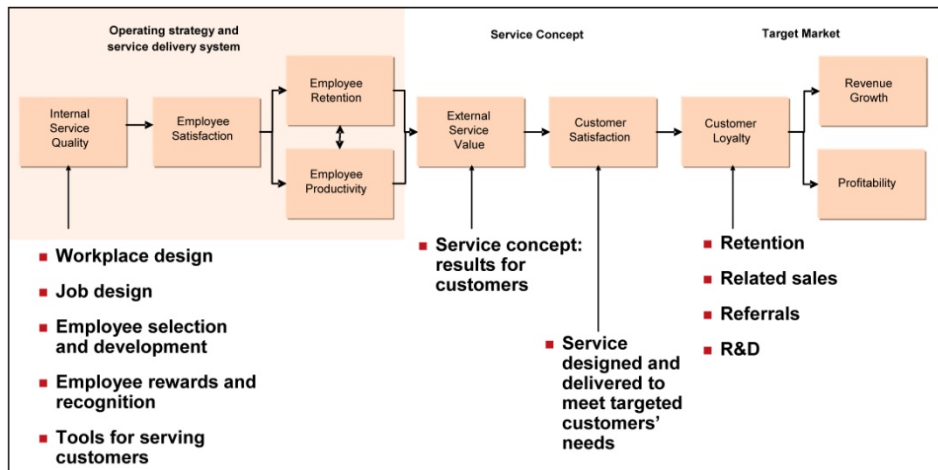 Operating strategy and
service delivery system
Service Concept
Target Market
Internal
Service
Quality
Employee
Satisfaction
Employee
Retention
Employee
Productivity
External
Service
Value
Customer
Satisfaction
Customer
Loyalty
Revenue
Growth
Profitability
Workplace design
Job design
Employee selection
and development
Employee rewards and
recognition
Tools for serving
customers
Service concept:
results for
customers
Service
designed and
delivered to
meet targeted
customers’
needs
Retention
Related sales
Referrals
R&D